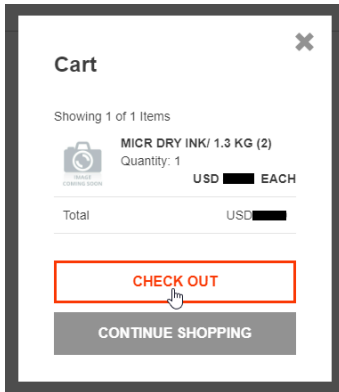 Cart
Showing 1 of 1 Items
IMAGE
COMING SOON
MICR DRY INK/ 1.3 KG (2)
Quantity: 1
USD EACH
Total USD
CHECK OUT
CONTINUE SHOPPING